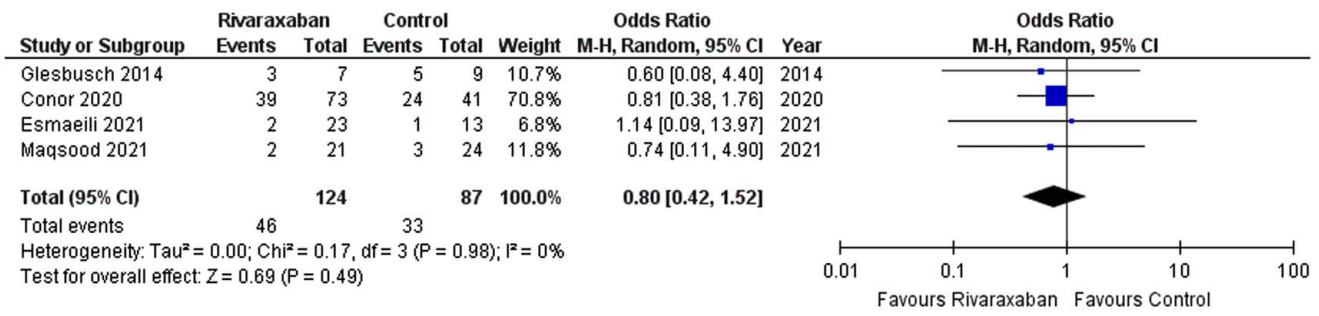 Rivaraxaban Control Odds Ratio Odds Ratio
Study or Subgroup Events Total Events Total Weight M-H, Random, 95% CI Year M-H, Random, 95% CI
Glesbusch 2014 3 7 5 9 10.7% 0.60 [0.08, 4.40] 2014
Conor 2020 39 73 24 41 70.8% 0.81 [0.38, 1.76] 2020
Esmaeili 2021 2 23 1 13 6.8% 1.14 [0.09, 13.97] 2021
Maqsood 2021 2 21 3 24 11.8% 0.74 [0.11, 4.90] 2021
Total (95% CI) 124 87 100.0% 0.80 [0.42, 1.52]
Total events 46 33
Heterogeneity: Tau² = 0.00; Chi² = 0.17, df = 3 (P = 0.98); I² = 0%
Test for overall effect: Z = 0.69 (P = 0.49)
0.01 0.1 1 10 100
Favours Rivaraxaban Favours Control